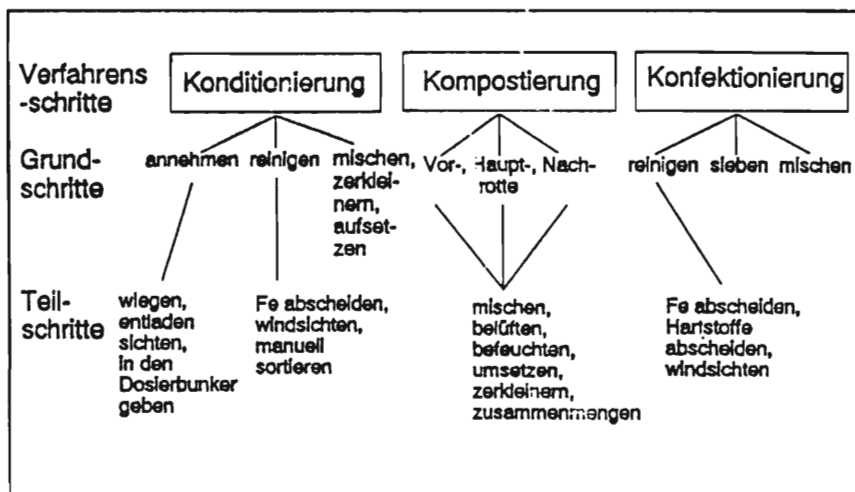 Verfahrens
-schritte
Konditionierung
Kompostierung
Konfektionierung
Grund-
schritte
annehmen
reinigen
mischen,
zerklei-
nern,
aufset-
zen
Vor-, Haupt-, Nach-
rotte
reinigen
sieben
mischen
Teil-
schritte
wiegen,
entladen
sichten,
in den
Dosierbunker
geben
Fe abscheiden,
windsichten,
manuell
sortieren
mischen,
belüften,
befeuchten,
umsetzen,
zerkleinern,
zusammenmengen
Fe abscheiden,
Hartstoffe
abscheiden,
windsichten